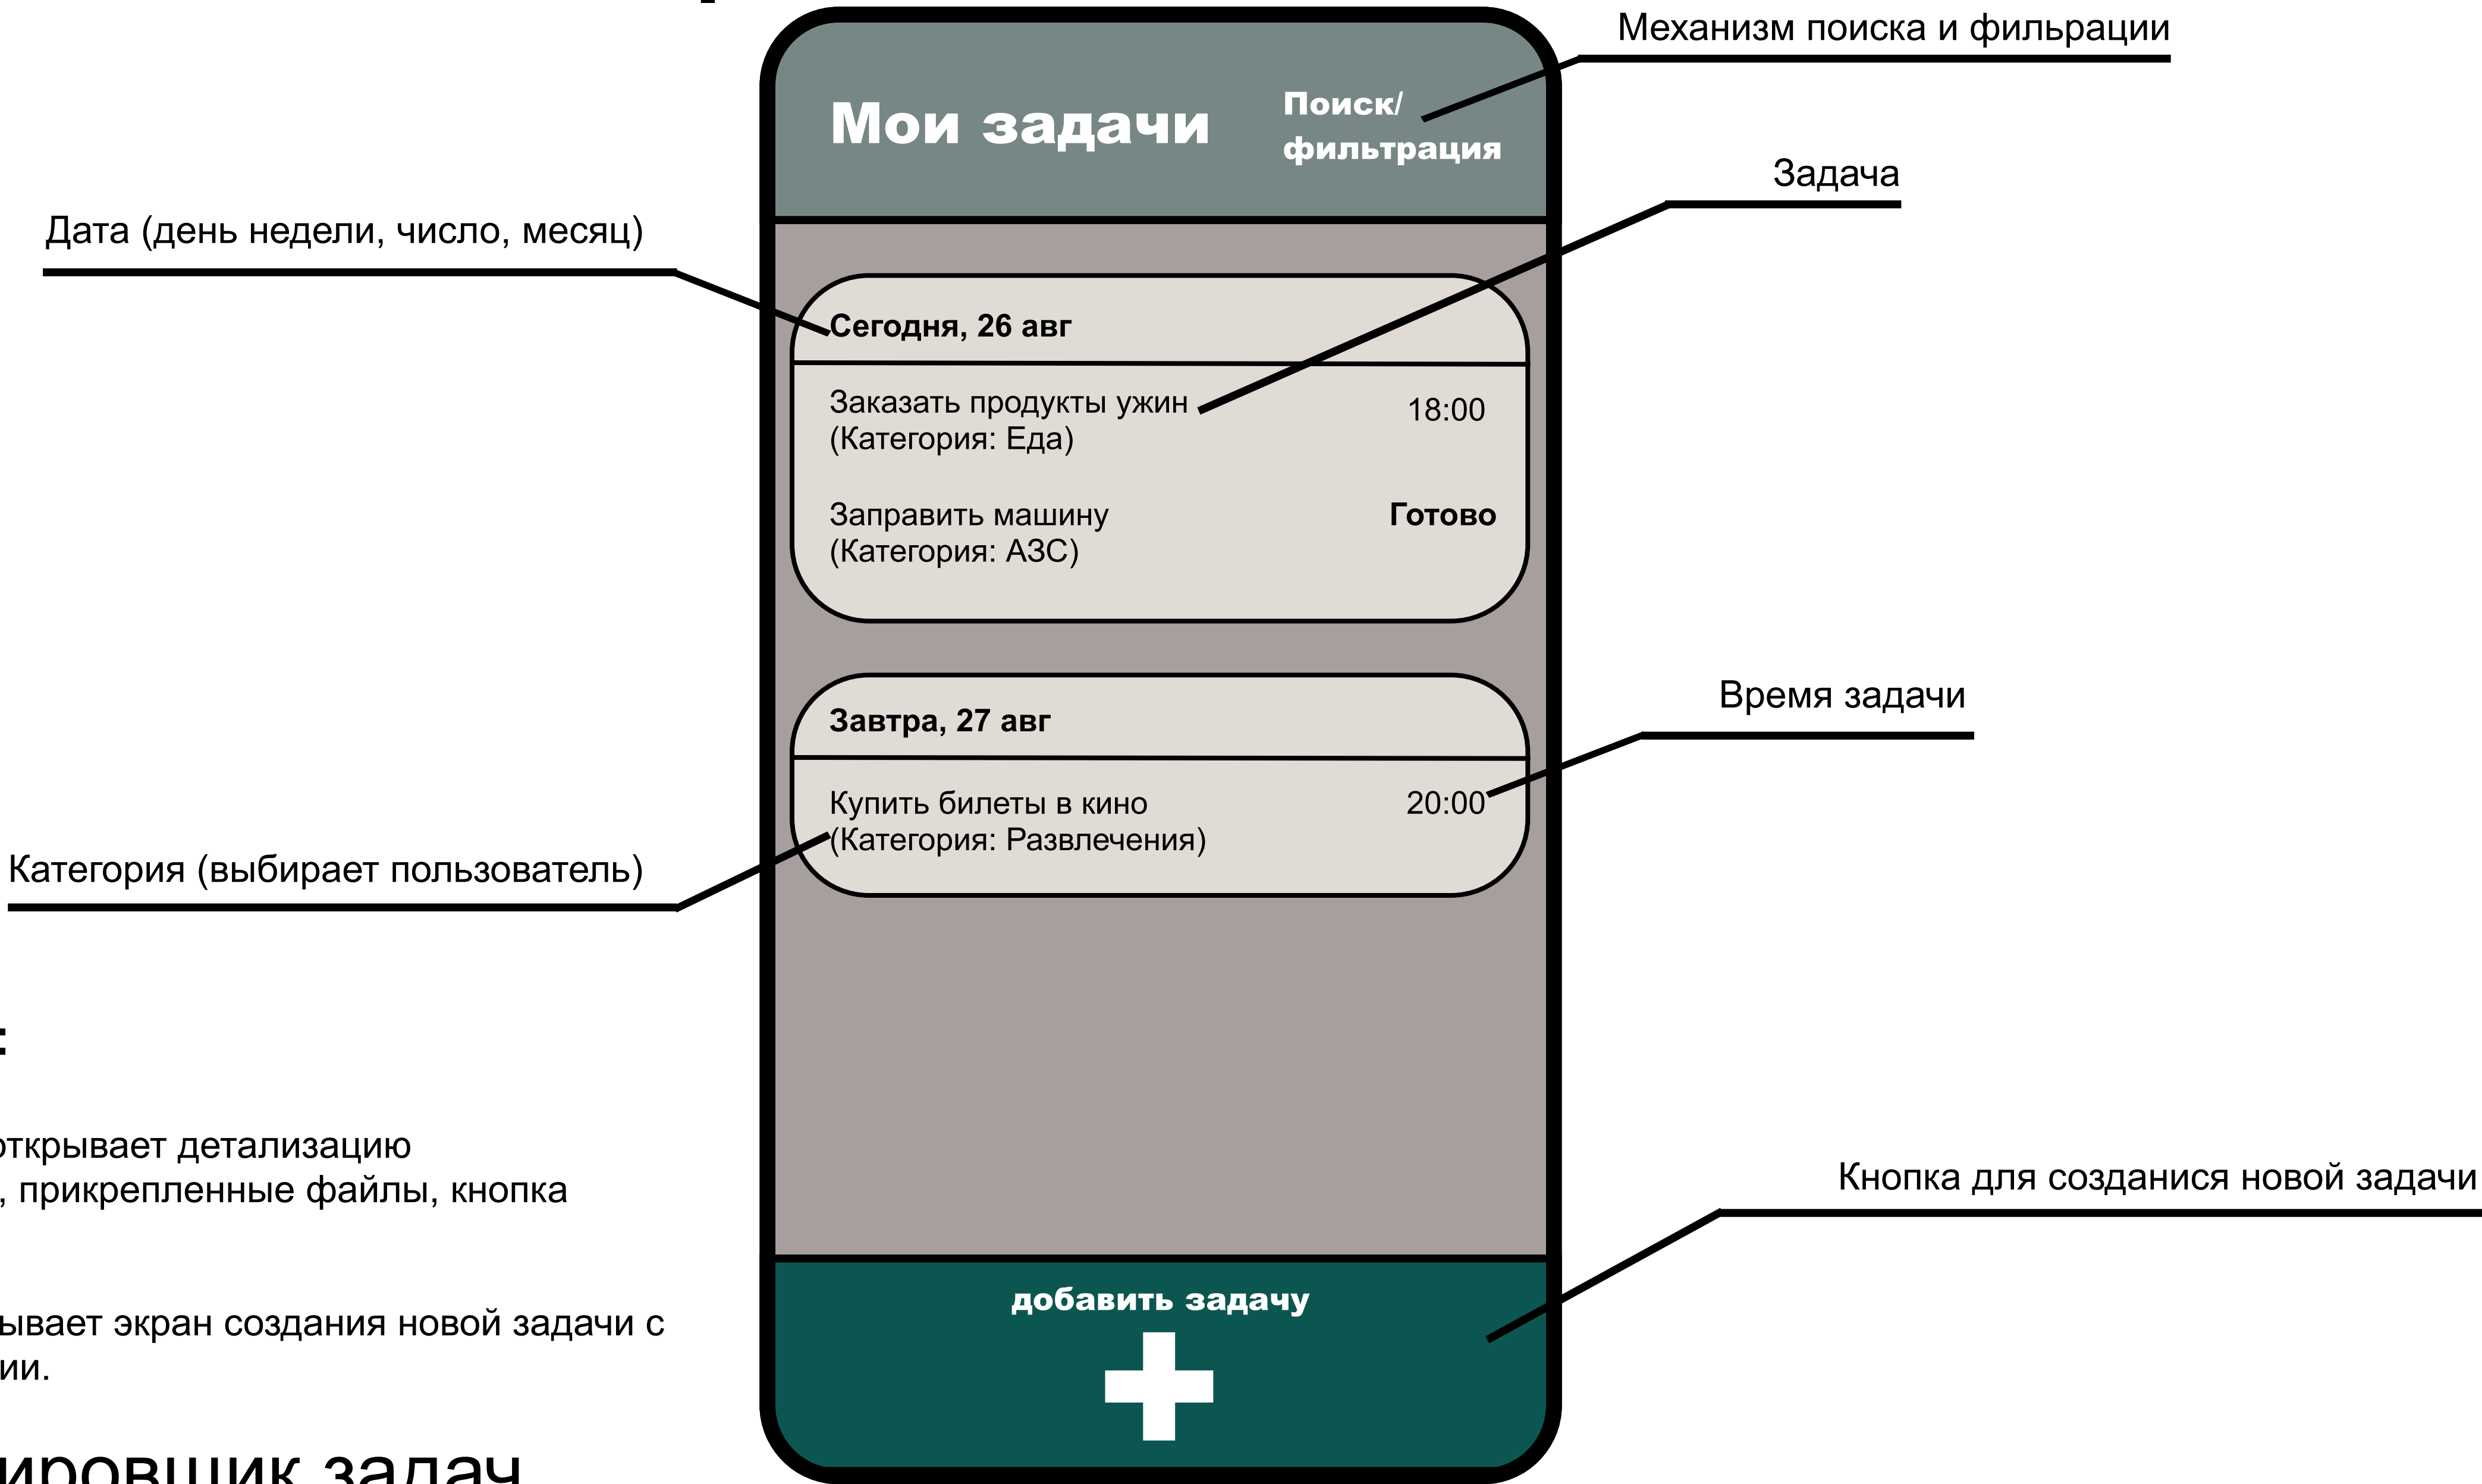 Механизм поиска и фильрации
Мои задачи
Поиск/
фильтрация
Задача
Дата (день недели, число, месяц)
Сегодня, 26 авг
Заказать продукты ужин
18:00
(Категория: Еда)
Заправить машину
Готово
(Категория: АЗС)
Время задачи
Завтра, 27 авг
Купить билеты в кино
20:00
(Категория: Развлечения)
Категория (выбирает пользователь)
:
детализацию
, прикрепленные файлы, кнопка
Кнопка для созданися новой задачи
экран создания новой задачи с
добавить задачу
задач